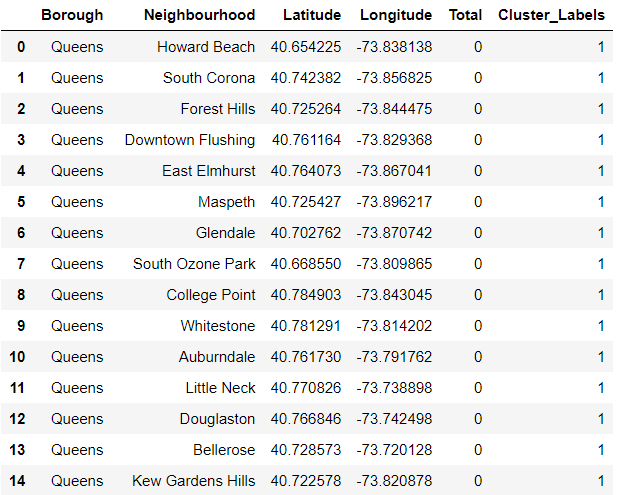 Borough Neighbourhood Latitude Longitude Total Cluster_Labels
0 Queens Howard Beach 40.654225 -73.838138 0 1
1 Queens South Corona 40.742382 -73.856825 0 1
2 Queens Forest Hills 40.725264 -73.844475 0 1
3 Queens Downtown Flushing 40.761164 -73.829368 0 1
4 Queens East Elmhurst 40.764073 -73.867041 0 1
5 Queens Maspeth 40.725427 -73.896217 0 1
6 Queens Glendale 40.702762 -73.870742 0 1
7 Queens South Ozone Park 40.668550 -73.809865 0 1
8 Queens College Point 40.784903 -73.843045 0 1
9 Queens Whitestone 40.781291 -73.814202 0 1
10 Queens Auburndale 40.761730 -73.791762 0 1
11 Queens Little Neck 40.770826 -73.738898 0 1
12 Queens Douglaston 40.766846 -73.742498 0 1
13 Queens Bellerose 40.728573 -73.720128 0 1
14 Queens Kew Gardens Hills 40.722578 -73.820878 0 1